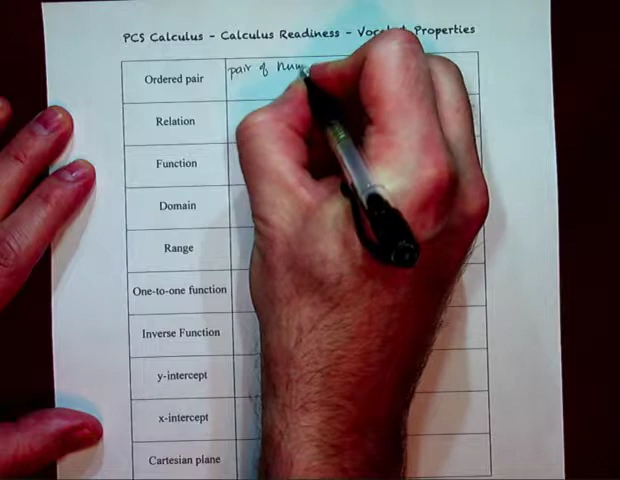 PCS Calculus - Calculus Readiness - Properties
Ordered pair
pair of
Relation
Function
Domain
Range
One-to-one function
Inverse Function
y-intercept
x-intercept
Cartesian plane